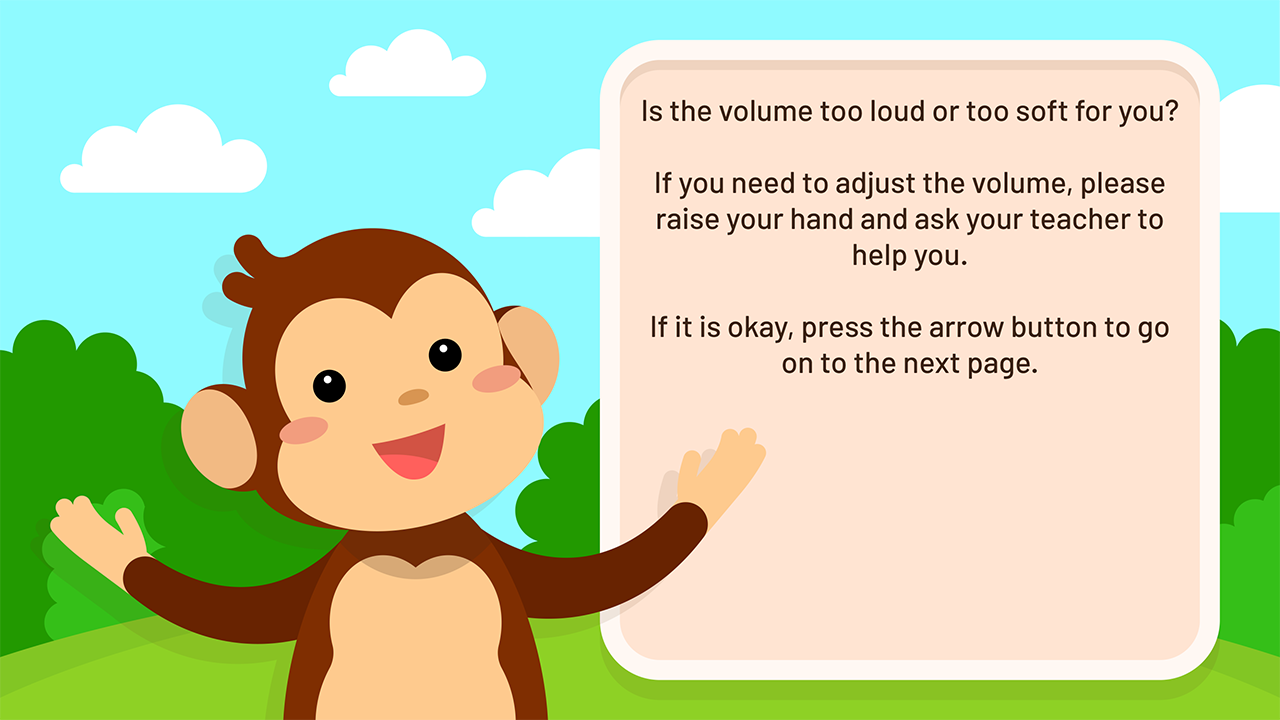 Is the volume too loud or too soft for you?
If you need to adjust the volume, please
raise your hand and ask your teacher to
help you.
If it is okay, press the arrow button to go
on to the next page.